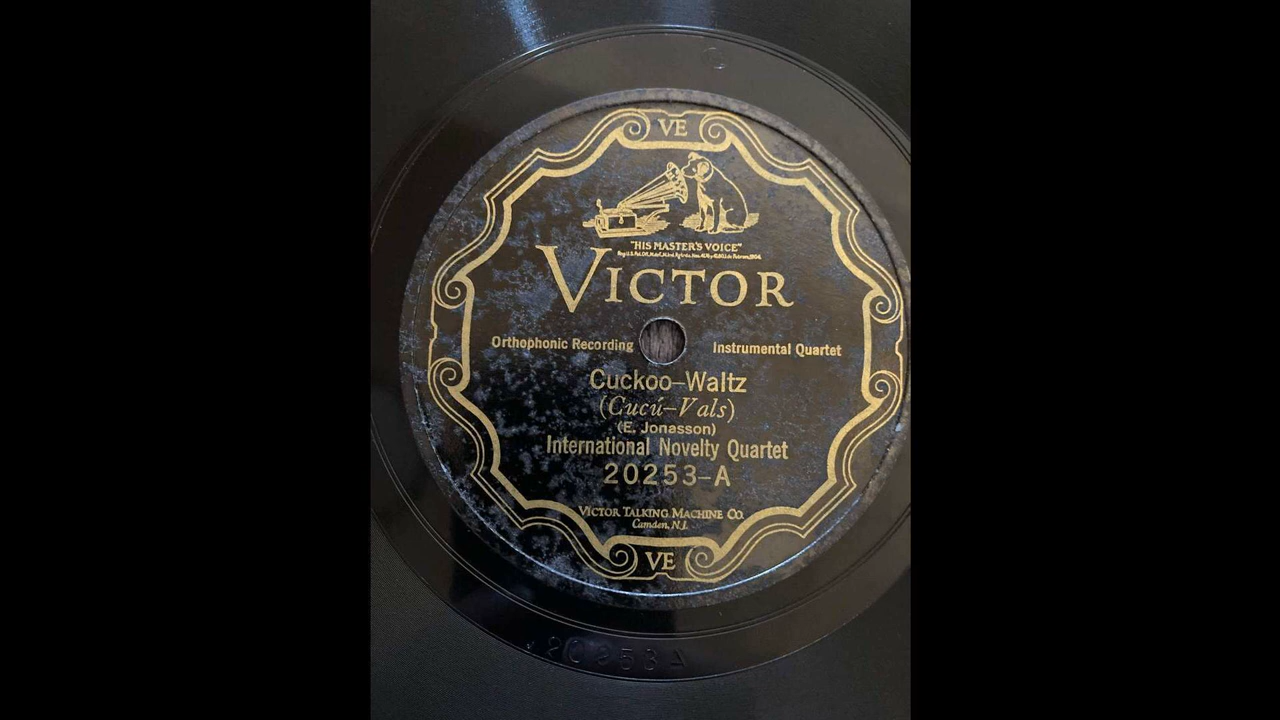 VE
"HIS MASTER'S VOICE"
VICTOR
Orthophonic Recording Instrumental Quartet
Cuckoo–Waltz
(Cucú–Vals)
(E. Jonasson)
International Novelty Quartet
20253–A
VICTOR TALKING MACHINE CO.
Camden, N.J.
VE
20253A